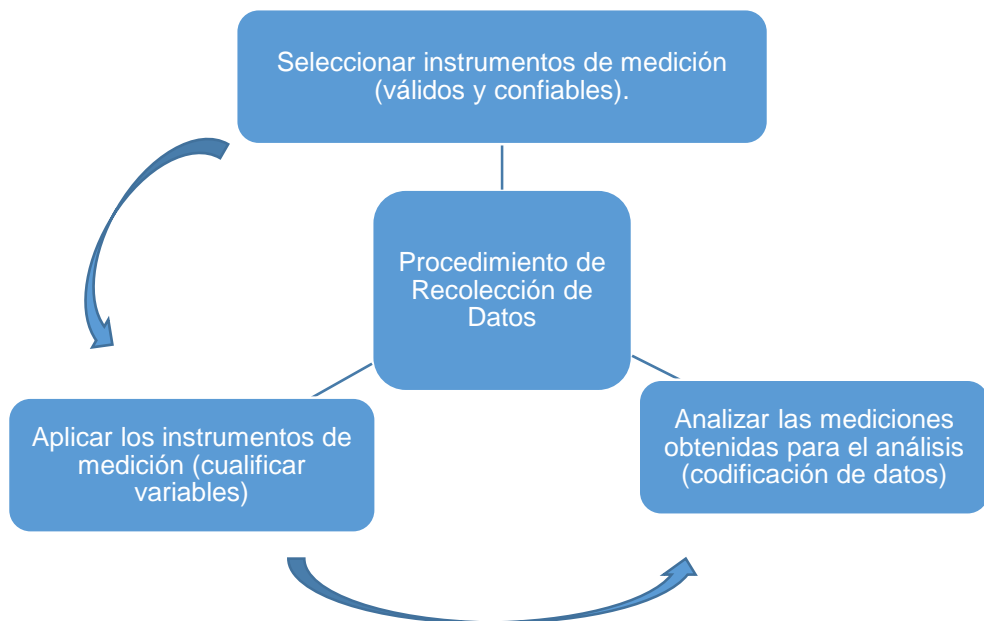 Seleccionar instrumentos de medición
(válidos y confiables).
Procedimiento de
Recolección de
Datos
Aplicar los instrumentos de
medición (cualificar
variables)
Analizar las mediciones
obtenidas para el análisis
(codificación de datos)